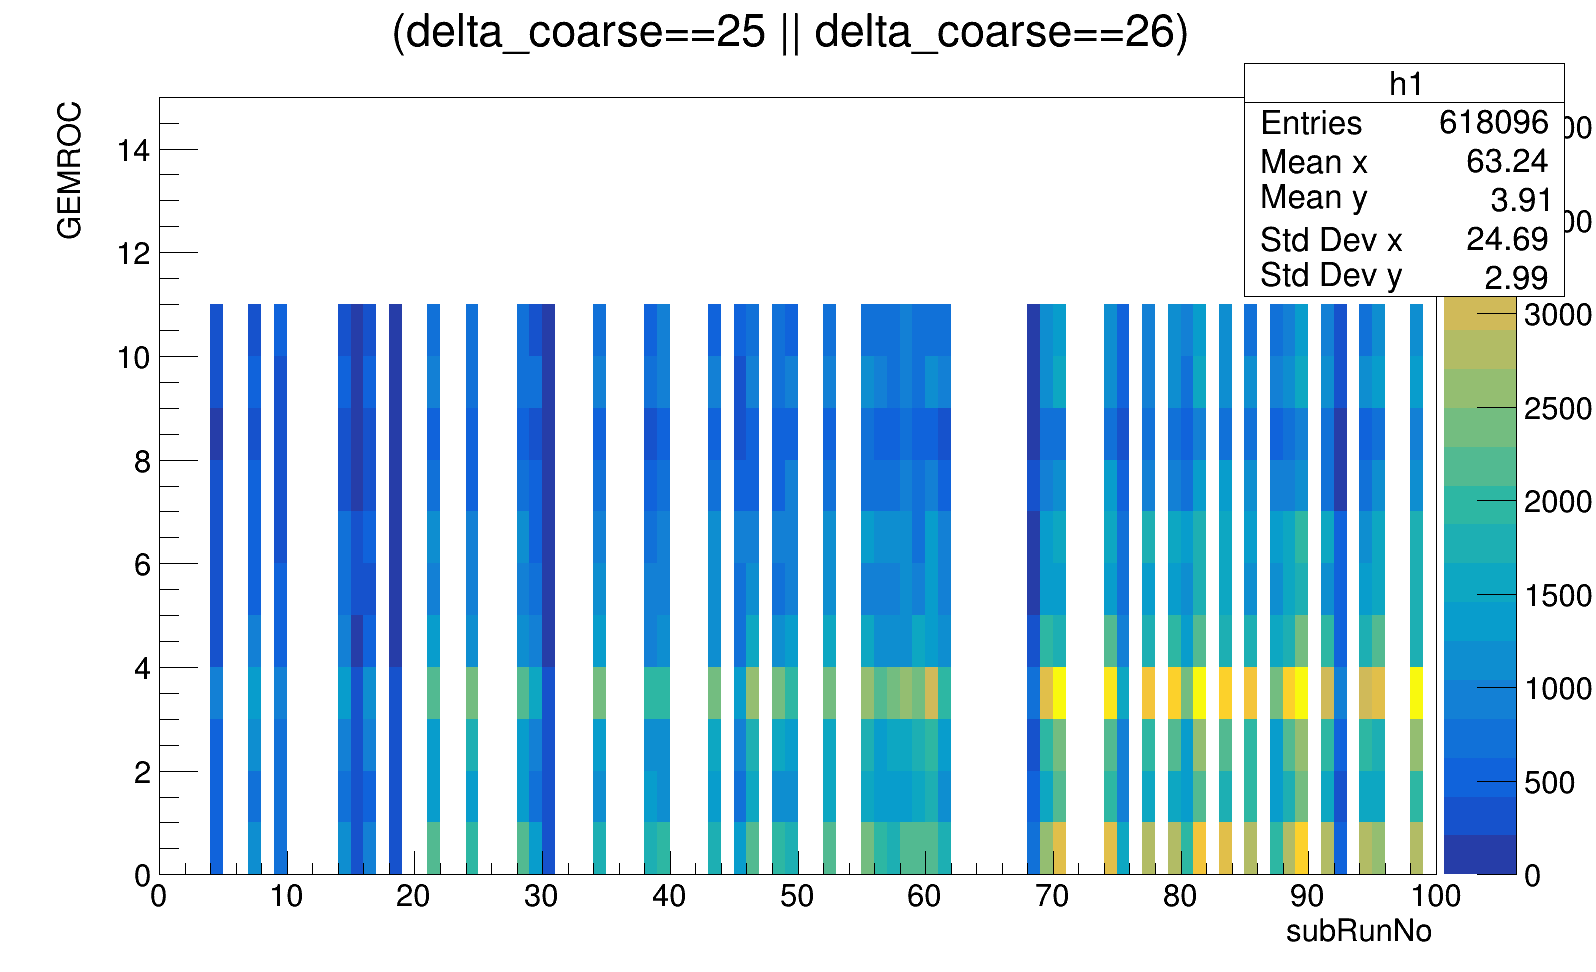 (delta_coarse==25 || delta_coarse==26)
h1
Entries 618096
Mean x 63.24
Mean y 3.91
Std Dev x 24.69
Std Dev y 2.99
GEMROC
14
12
10
8
6
4
2
0
0 10 20 30 40 50 60 70 80 90 100
subRunNo
3000
2500
2000
1500
1000
500
0